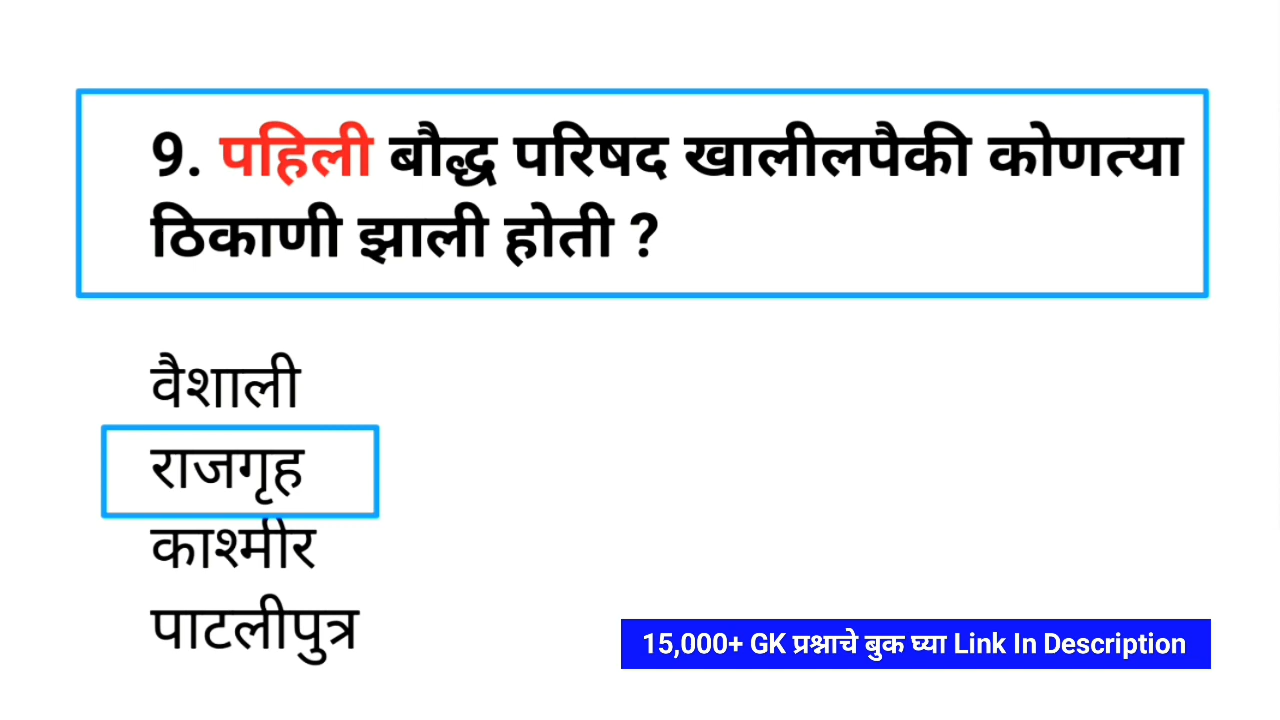 9. पहिली बौद्ध परिषद खालीलपैकी कोणत्या
ठिकाणी झाली होती ?
वैशाली
राजगृह
काश्मीर
पाटलीपुत्र
15,000+ GK प्रश्नाचे बुक घ्या Link In Description